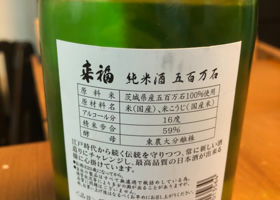 来福 純米酒 五百万石
原料米 茨城県産五百万石100%使用
原材料名 米(国産)、米こうじ(国産米)
アルコール分 16度
精米歩合 59%
酵母 東農大分離株
江戸時代から続く伝統を守りつつ、常に新しい酒
造りにチャレンジし、最高品質の日本酒が出来る
様に心掛けています。